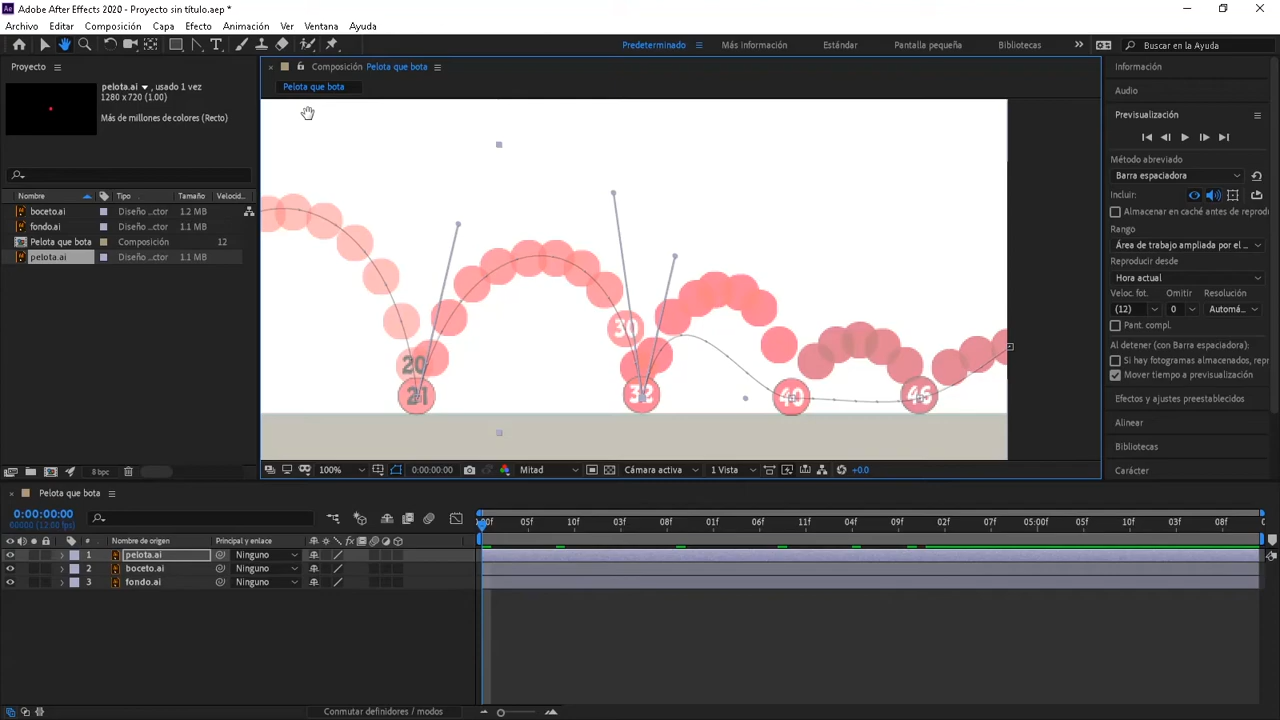 Adobe After Effects 2020 - Proyecto sin título.aep *
Archivo Editar Composición Capa Efecto Animación Ver Ventana Ayuda
Predeterminado Más información Estándar Pantalla pequeña Bibliotecas Buscar en la Ayuda
Proyecto
pelota.ai , usado 1 vez
1280 x 720 (1.00)
Más de millones de colores (Recto)
Nombre Tipo Tamaño Velocid..
boceto.ai Diseño ...ctor 1.2 MB
fondo.ai Diseño ...ctor 1.1 MB
Pelota que bota Composición 12
pelota.ai Diseño ...ctor 1.1 MB
8 bpc
Composición Pelota que bota
Pelota que bota
30
20
21
32
40
46
100% 0:00:00:00 Mitad Cámara activa 1 Vista +0.0
Información
Audio
Previsualización
Método abreviado
Barra espaciadora
Incluir:
Almacenar en caché antes de reprod
Rango
Área de trabajo ampliada por el ...
Reproducir desde
Hora actual
Veloc. fot. Omitir Resolución
(12) 0 Automá...
Pant. compl.
Al detener (con Barra espaciadora):
Si hay fotogramas almacenados, repr
Mover tiempo a previsualización
Efectos y ajustes preestablecidos
Alinear
Bibliotecas
Carácter
Pelota que bota
0:00:00:00
00000 (12.00 fps)
# Nombre de origen Principal y enlace
1 pelota.ai Ninguno
2 boceto.ai Ninguno
3 fondo.ai Ninguno
05f 10f 03f 08f 01f 06f 11f 04f 09f 02f 07f 05:00f 05f 10f 03f 08f
Conmutar definidores / modos